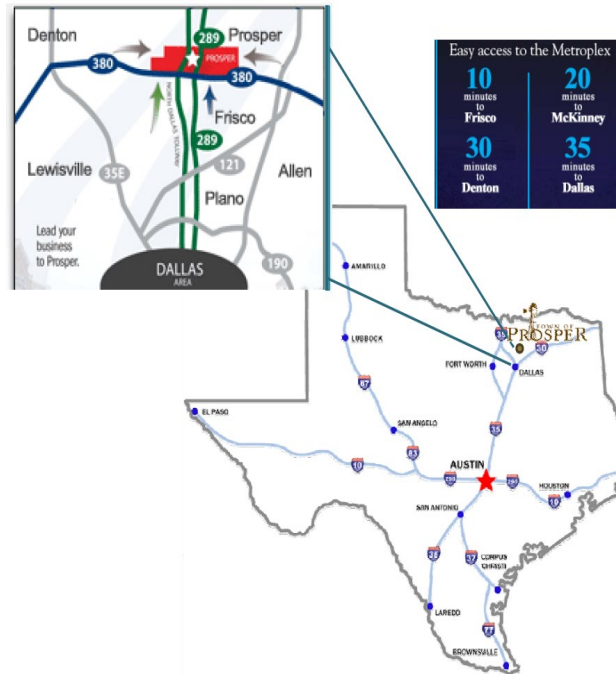 Denton
289
Prosper
PROSPER
380
380
NORTH DALLAS TOLLWAY
Frisco
289
Lewisville
35E
121
Allen
Plano
Lead your
business
to Prosper.
190
DALLAS
AREA
Easy access to the Metroplex
10
minutes
to
Frisco
20
minutes
to
McKinney
30
minutes
to
Denton
35
minutes
to
Dallas
AMARILLO
LUBBOCK
TOWN OF
PROSPER
35
30
FORT WORTH
DALLAS
87
EL PASO
SAN ANGELO
35
83
10
AUSTIN
290
290
HOUSTON
10
SAN ANTONIO
35
37
CORPUS
CHRISTI
LAREDO
77
BROWNSVILLE